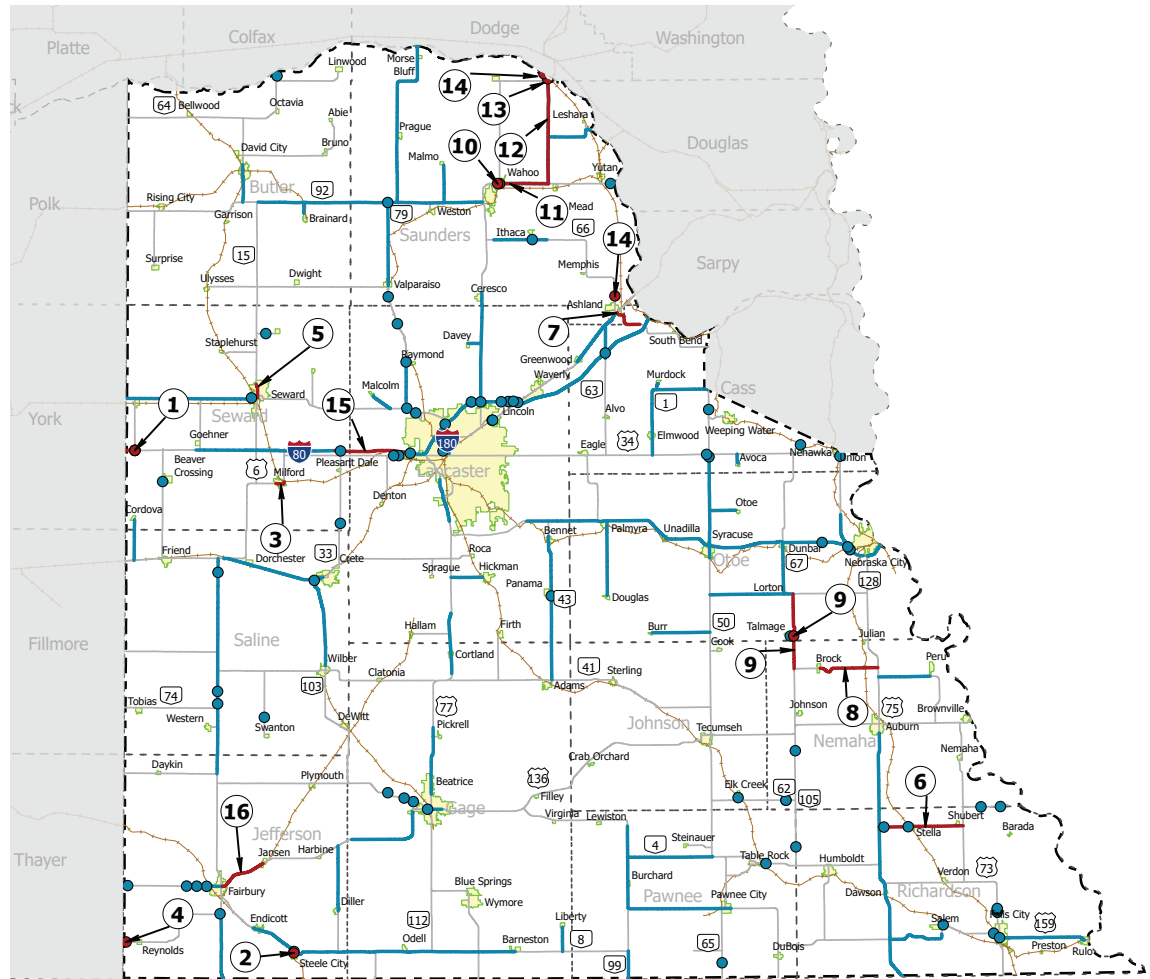 Dodge
Colfax
Washington
Platte
Linwood
Morse
Bluff
14
13
64
Bellwood
Octavia
Abie
Leshara
12
Prague
10
Bruno
David City
Malmo
Wahoo
Yutan
Douglas
Butler
92
Rising City
Polk
Garrison
Brainard
79
Weston
11
Mead
Saunders
Ithaca
66
14
15
Surprise
Dwight
Memphis
Sarpy
Ulysses
Valparaiso
Ceresco
Ashland
7
5
Davey
South Bend
Staplehurst
Raymond
Greenwood
Waverly
Murdock
Cass
Malcolm
63
1
Seward
1
15
Lincoln
York
Seward
Alvo
Weeping Water
Goehner
180
34
Elmwood
Eagle
80
Nehawka
Union
Beaver
Crossing
6
Milford
Pleasant Dale
Lancaster
Avoca
Denton
Otoe
Cordova
3
Bennet
Palmyra
Unadilla
Syracuse
Friend
Dorchester
33
Crete
Roca
Dunbar
Otoe
Nebraska City
67
Sprague
Hickman
128
Panama
Lorton
43
Douglas
9
Fillmore
Saline
Hallam
Firth
Burr
50
Talmage
Cook
Julian
Wilber
Cortland
9
Brock
Peru
Clatonia
41
Sterling
103
Adams
8
Tobias
74
77
Johnson
75
Brownville
Western
DeWitt
Pickrell
Johnson
Tecumseh
Auburn
Swanton
Nemaha
Nemaha
Crab Orchard
Daykin
6
136
Plymouth
Beatrice
Elk Creek
62
Filley
105
16
Gage
Virginia
Lewiston
Shubert
Jefferson
Stella
Barada
Steinauer
Harbine
4
Thayer
Jansen
Table Rock
Humboldt
73
Burchard
Verdon
Blue Springs
Fairbury
Pawnee
Dawson
Richardson
Wymore
Pawnee City
Diller
4
Endicott
112
Liberty
Salem
Falls City
159
8
Reynolds
Odell
Barneston
65
DuBois
Preston
Rulo
2
Steele City
99